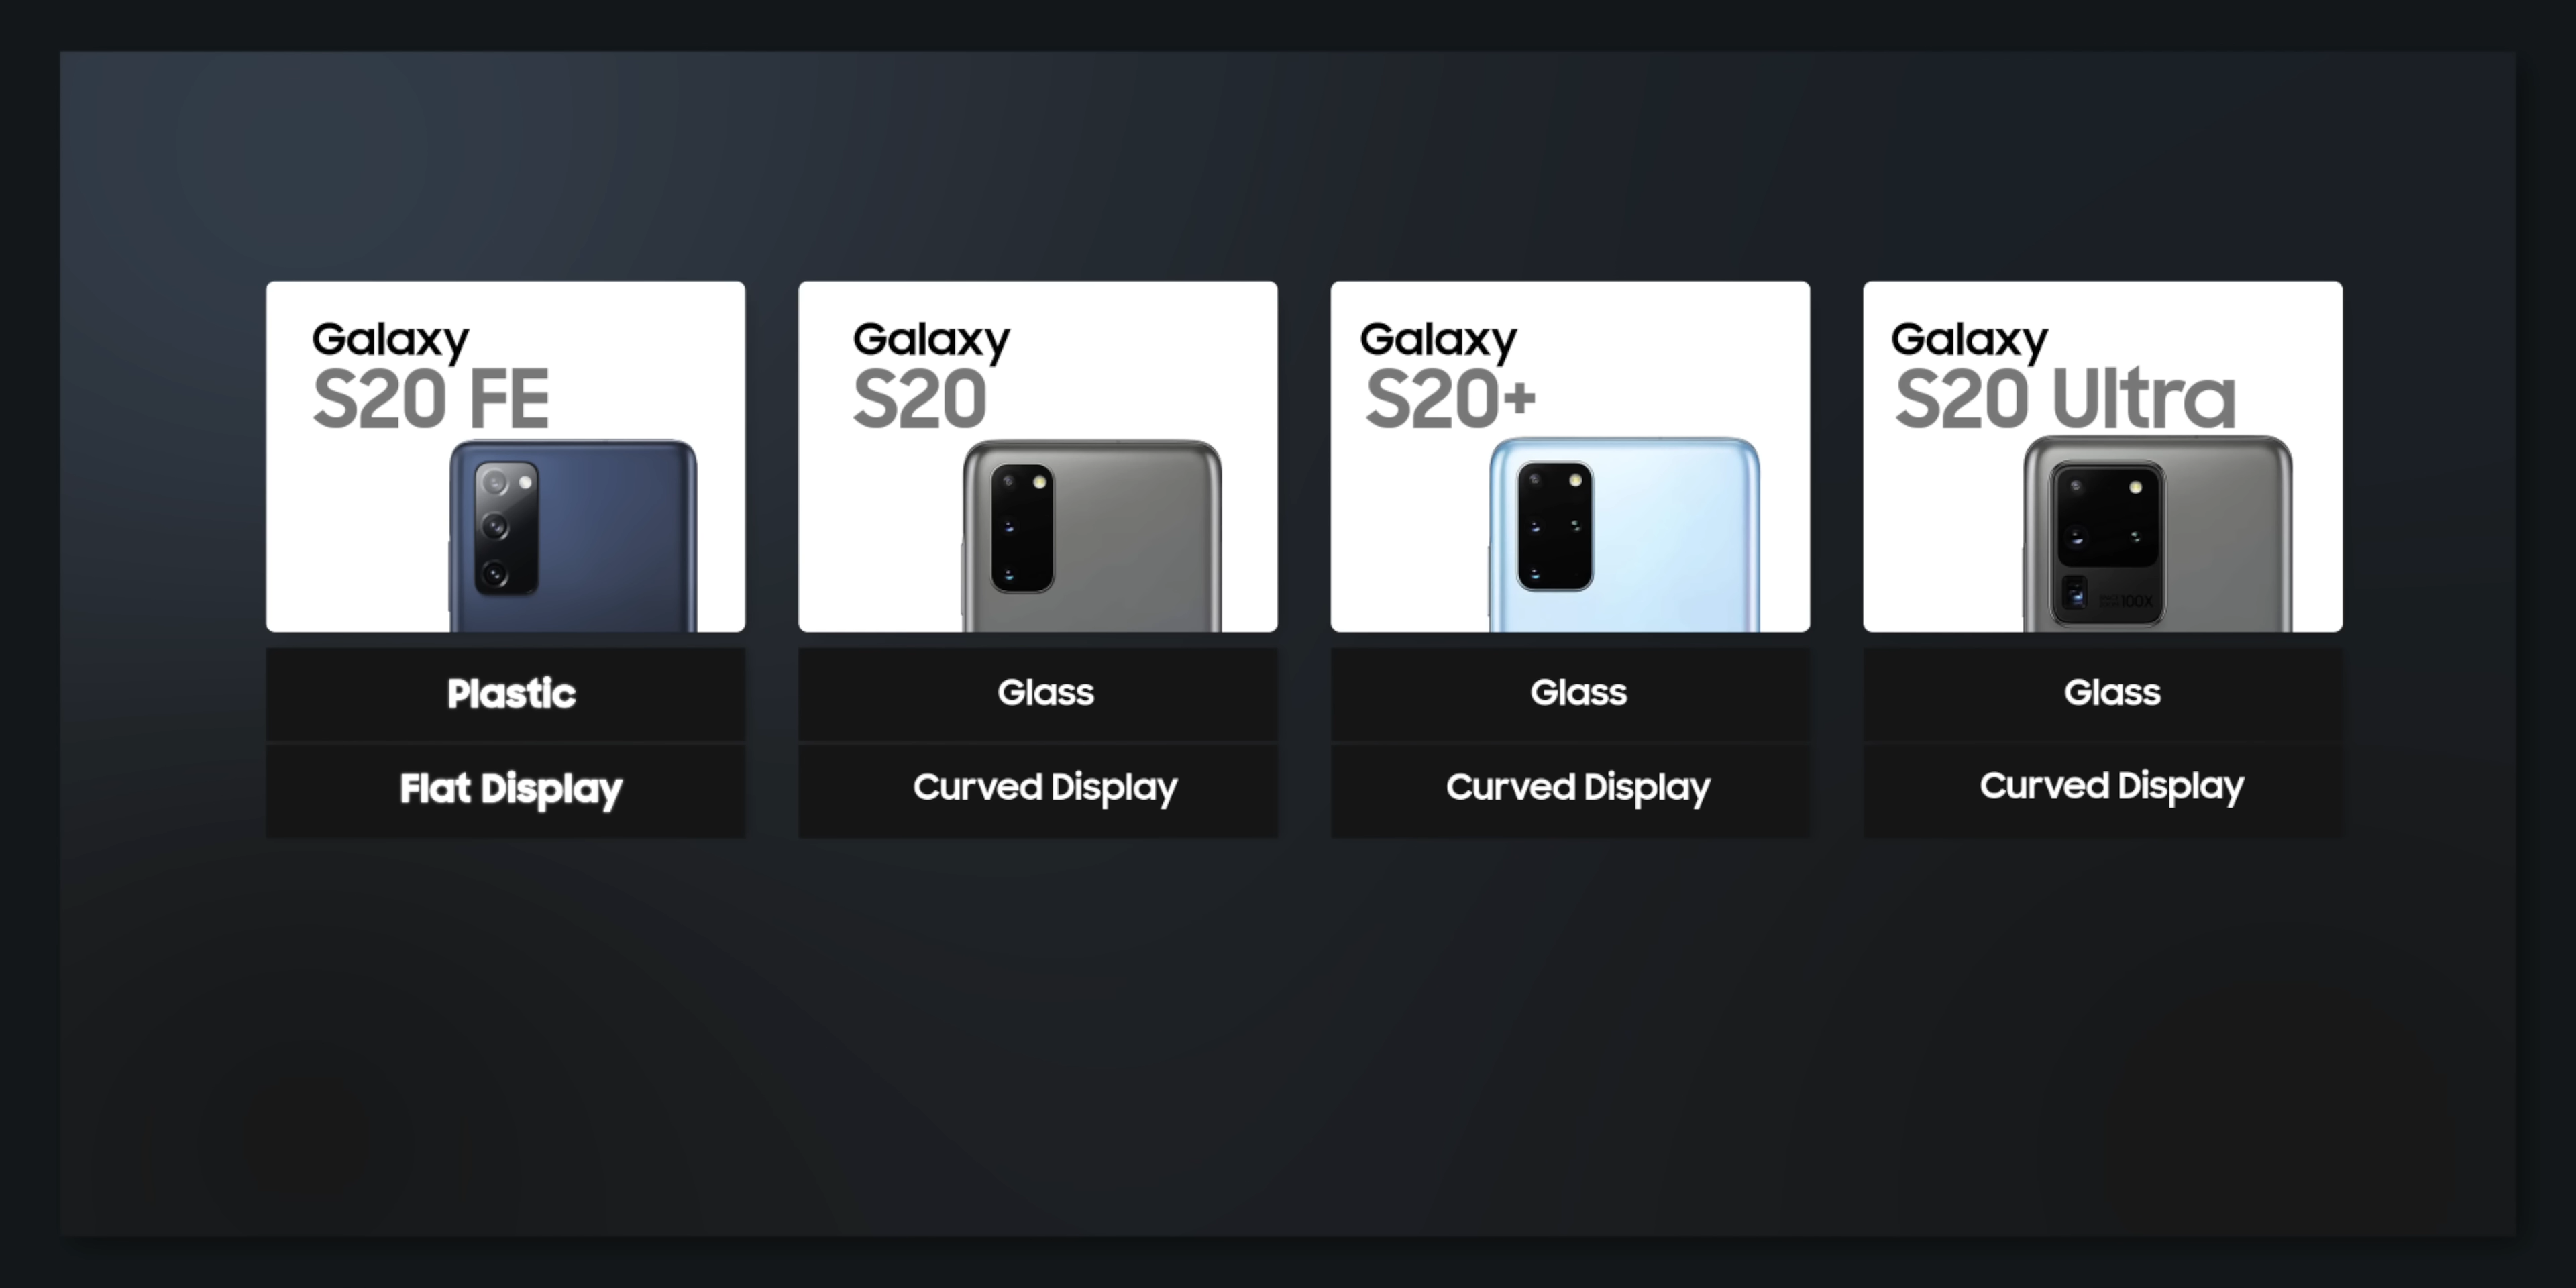 Galaxy
S20 FE
Plastic
Flat Display
Galaxy
S20
Glass
Curved Display
Galaxy
S20+
Glass
Curved Display
Galaxy
S20 Ultra
100X
Glass
Curved Display